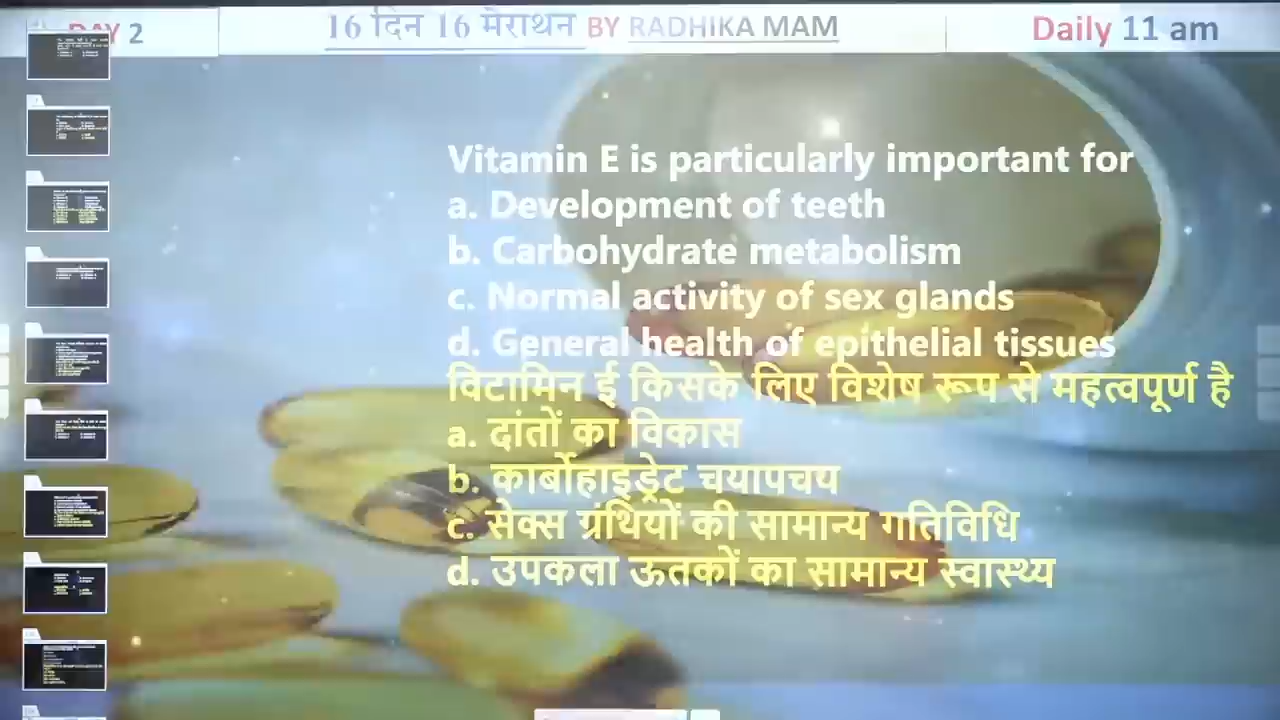 DAY 2
16 दिन 16 मेराथन BY RADHIKA MAM
Daily 11 am
Vitamin E is particularly important for
a. Development of teeth
b. Carbohydrate metabolism
c. Normal activity of sex glands
d. General health of epithelial tissues
विटामिन ई किसके लिए विशेष रूप से महत्वपूर्ण है
a. दांतों का विकास
b. कार्बोहाइड्रेट चयापचय
c. सेक्स ग्रंथियों की सामान्य गतिविधि
d. उपकला ऊतकों का सामान्य स्वास्थ्य